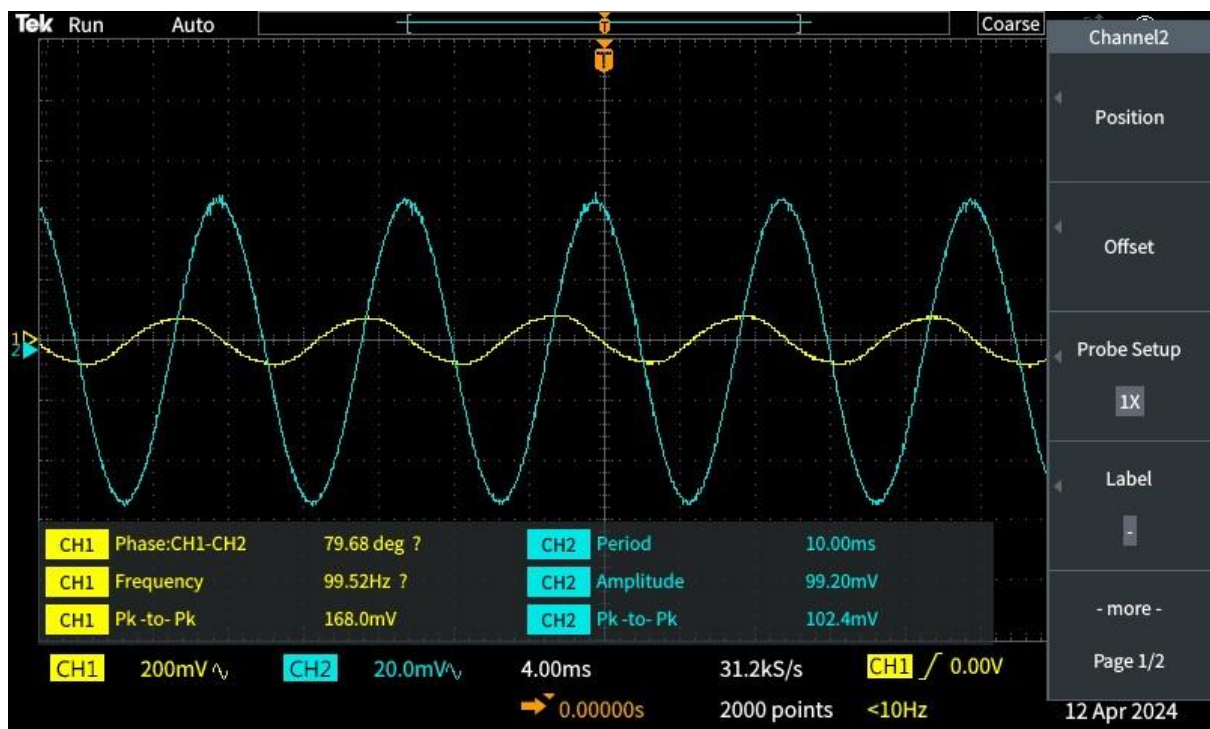 Tek Run Auto Coarse
T
T
Channel2
Position
Offset
1
2
Probe Setup
1X
Label
-
CH1 Phase:CH1-CH2 79.68 deg ? CH2 Period 10.00ms
CH1 Frequency 99.52Hz ? CH2 Amplitude 99.20mV
CH1 Pk -to- Pk 168.0mV CH2 Pk -to- Pk 102.4mV
- more -
Page 1/2
CH1 200mV CH2 20.0mV 4.00ms 31.2kS/s CH1 0.00V
0.00000s 2000 points <10Hz 12 Apr 2024